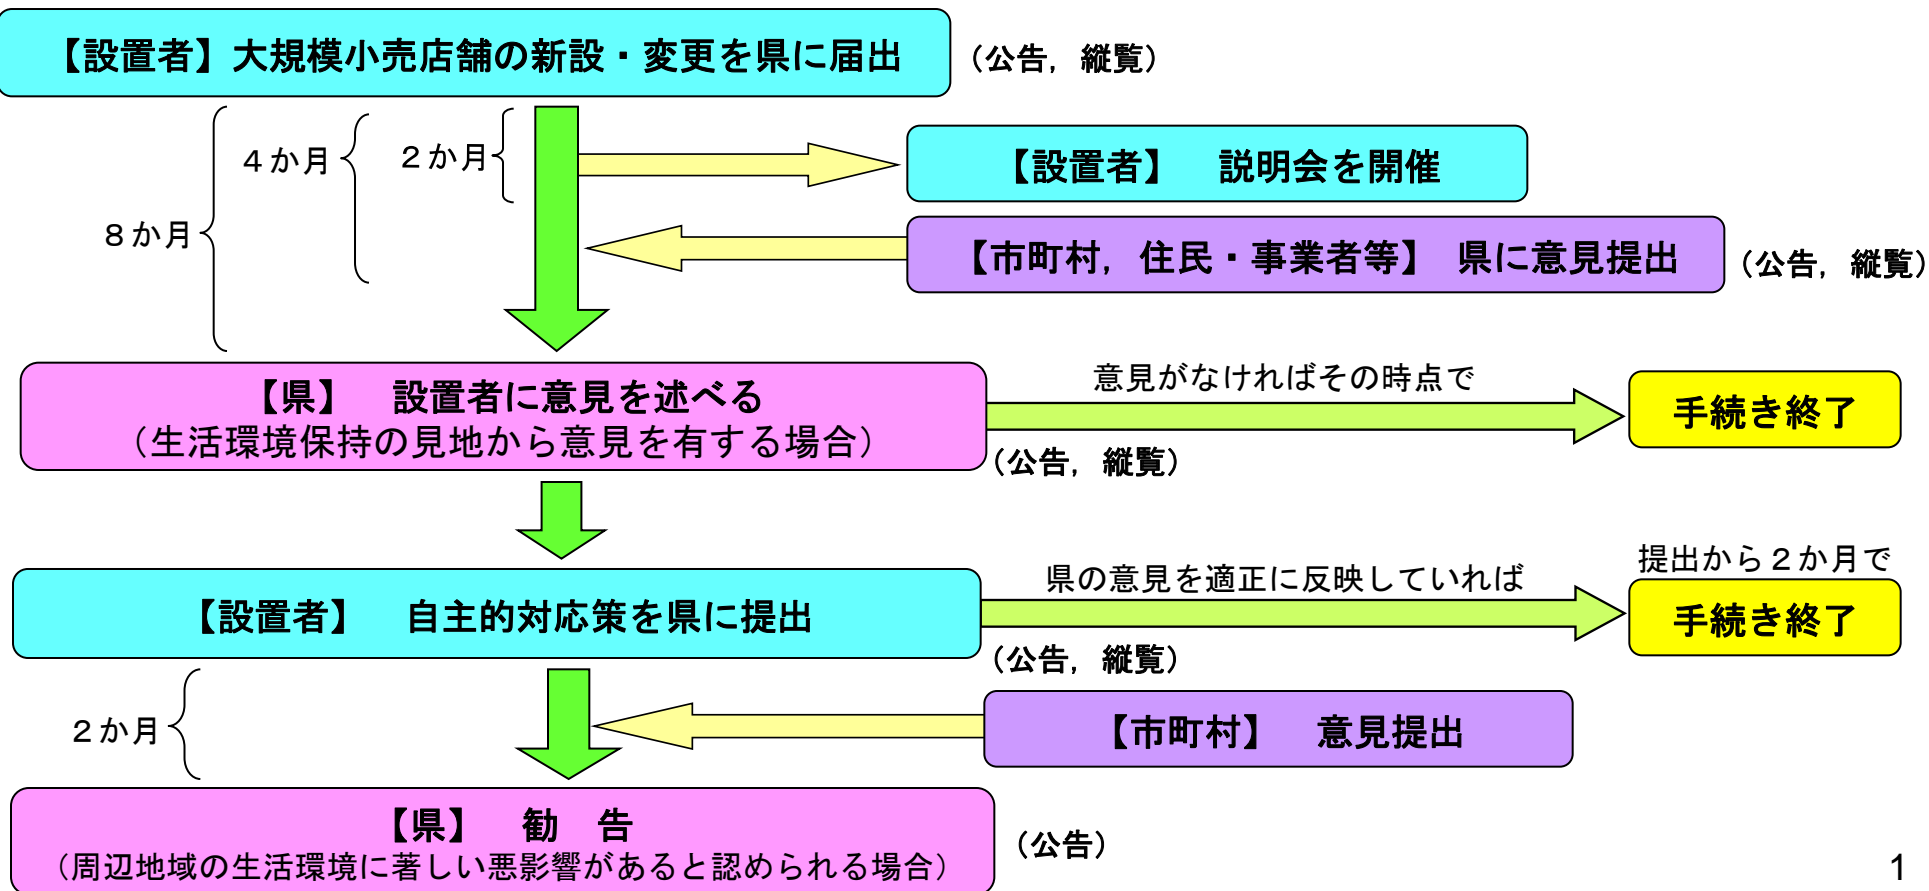 【設置者】大規模小売店舗の新設・変更を県に届出
（公告，縦覧）
２か月
４か月
８か月
【設置者】　説明会を開催
【市町村，住民・事業者等】　県に意見提出
（公告，縦覧）
【県】　設置者に意見を述べる
（生活環境保持の見地から意見を有する場合）
意見がなければその時点で
手続き終了
（公告，縦覧）
【設置者】　自主的対応策を県に提出
県の意見を適正に反映していれば
提出から２か月で
手続き終了
（公告，縦覧）
２か月
【市町村】　意見提出
【県】　勧　告
（周辺地域の生活環境に著しい悪影響があると認められる場合）
（公告）
1